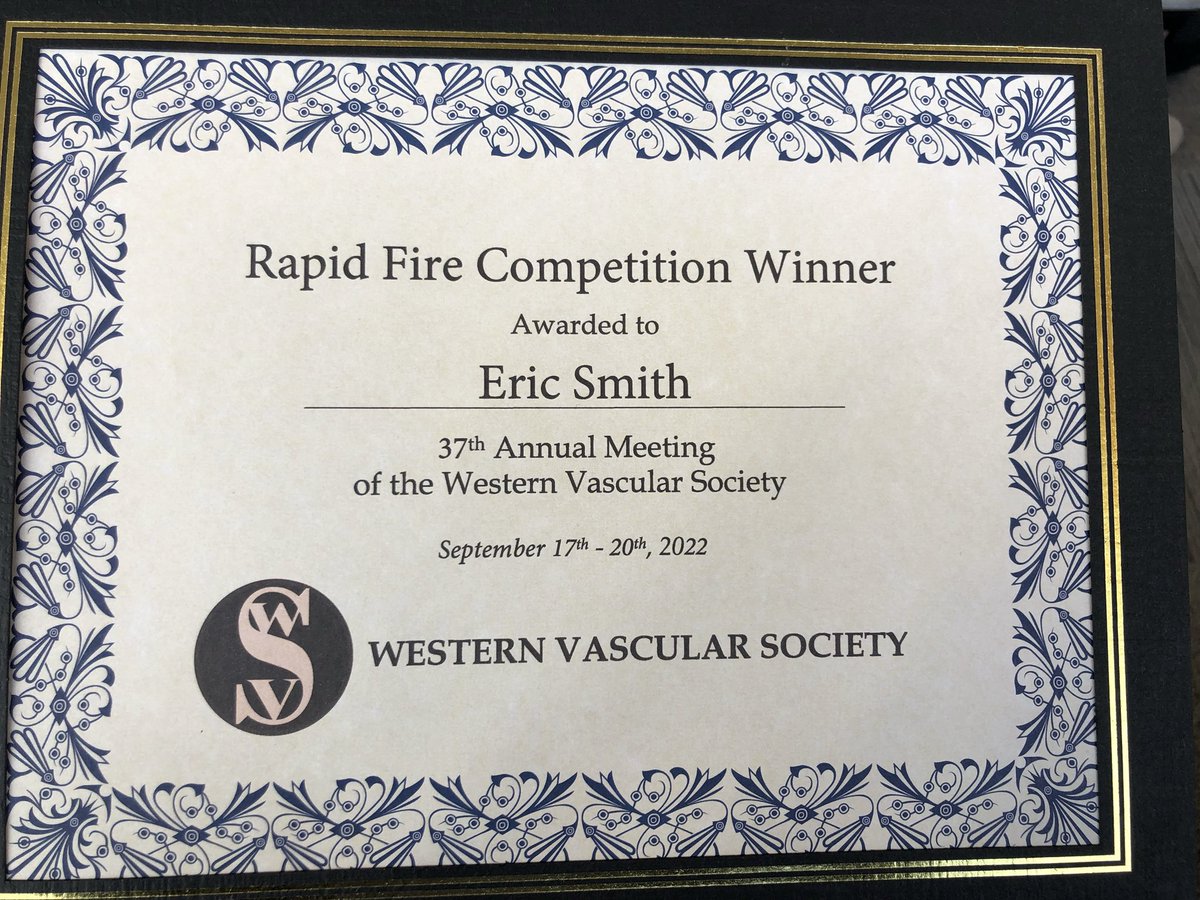 Rapid Fire Competition Winner
Awarded to
Eric Smith
37th Annual Meeting
of the Western Vascular Society
September 17th - 20th, 2022
WSV
WESTERN VASCULAR SOCIETY